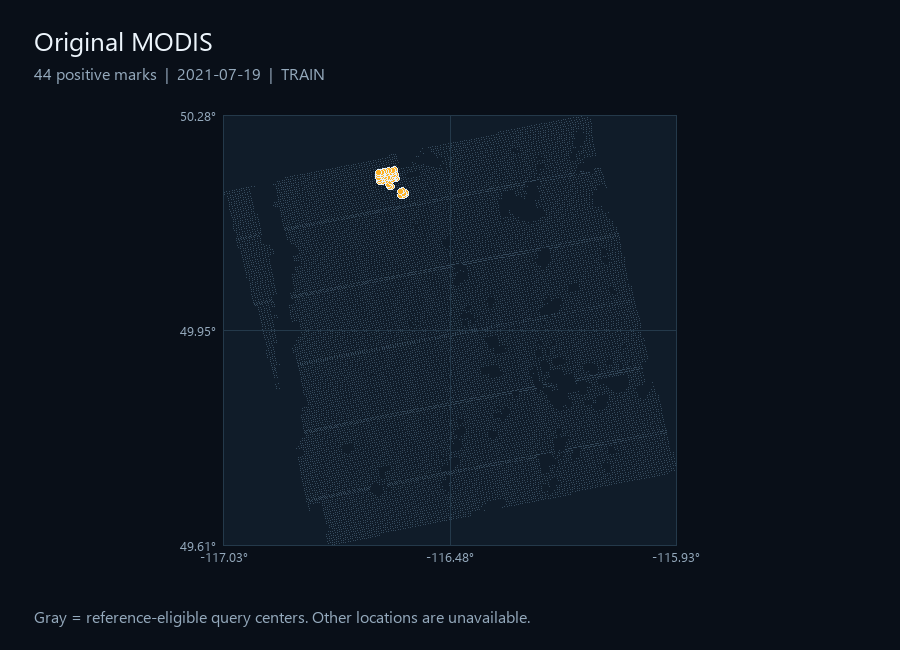 Original MODIS
44 positive marks | 2021-07-19 | TRAIN
50.28°
49.95°
49.61°
-117.03°
-116.48°
-115.93°
Gray = reference-eligible query centers. Other locations are unavailable.